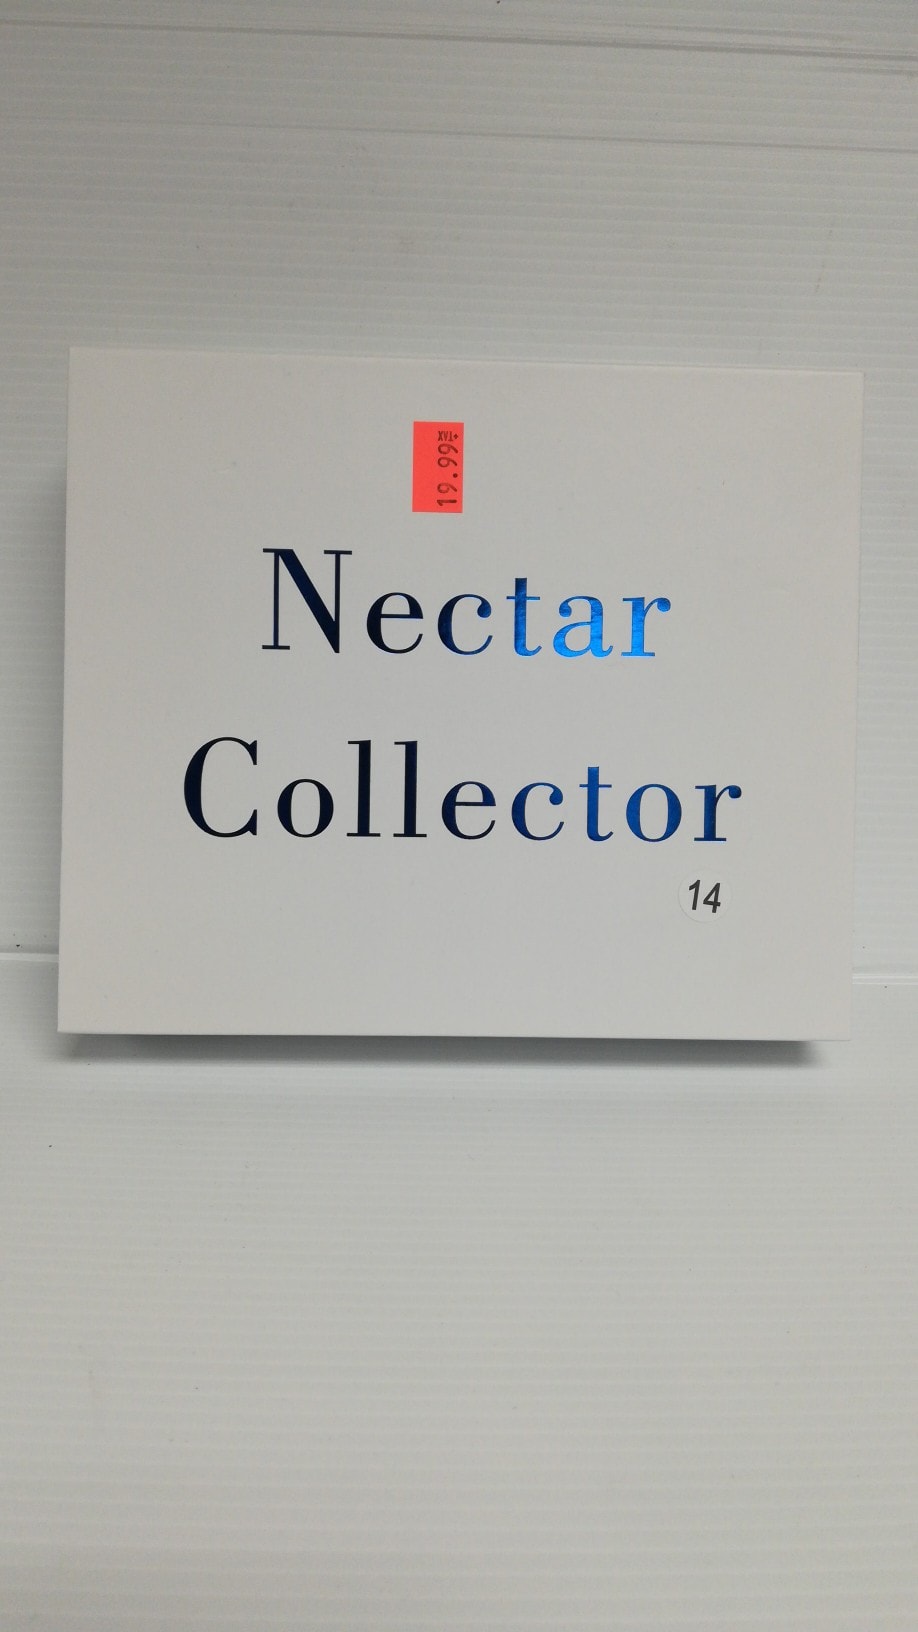 19.99 +TAX
Nectar
Collector
14